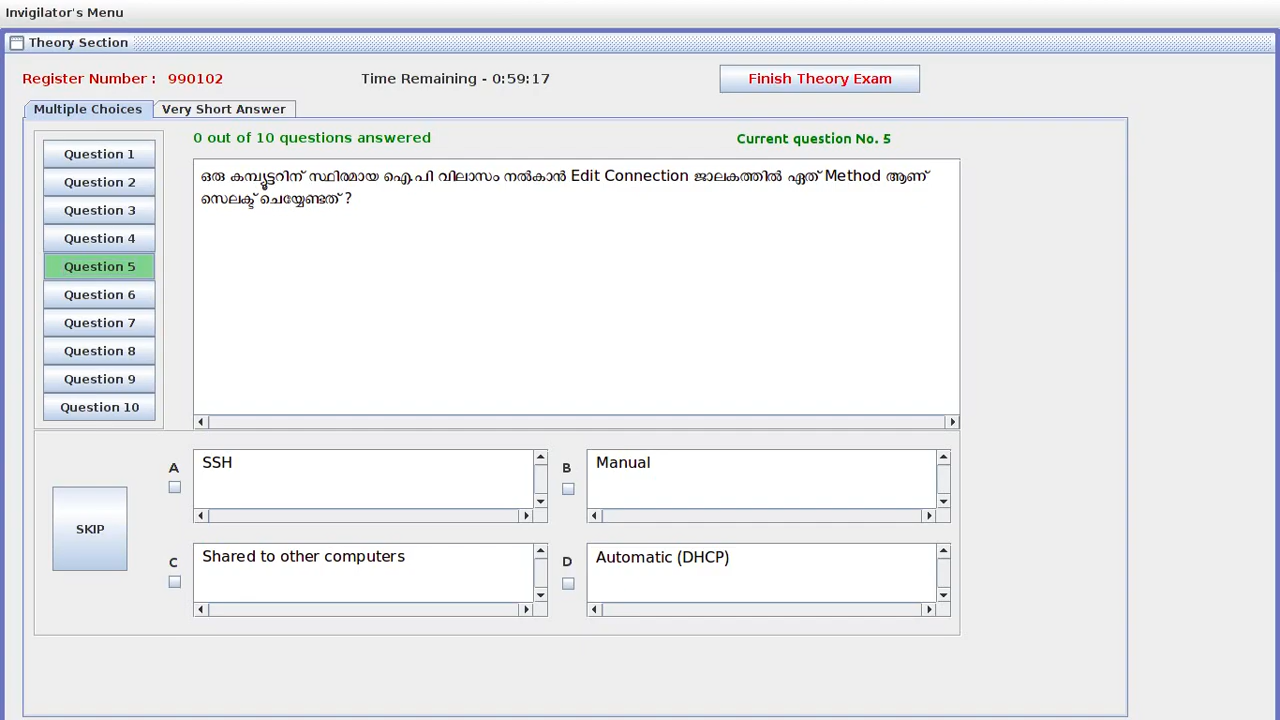 Invigilator's Menu
Theory Section
Register Number : 990102
Time Remaining - 0:59:17
Finish Theory Exam
Multiple Choices
Very Short Answer
0 out of 10 questions answered
Current question No. 5
Question 1
Question 2
Question 3
Question 4
Question 5
Question 6
Question 7
Question 8
Question 9
Question 10
ഒരു കമ്പ്യൂട്ടറിന് സ്ഥിരമായ ഐ.പി വിലാസം നൽകാൻ Edit Connection ജാലകത്തിൽ ഏത് Method ആണ്
സെലക്ട് ചെയ്യേണ്ടത് ?
SKIP
A
SSH
B
Manual
C
Shared to other computers
D
Automatic (DHCP)